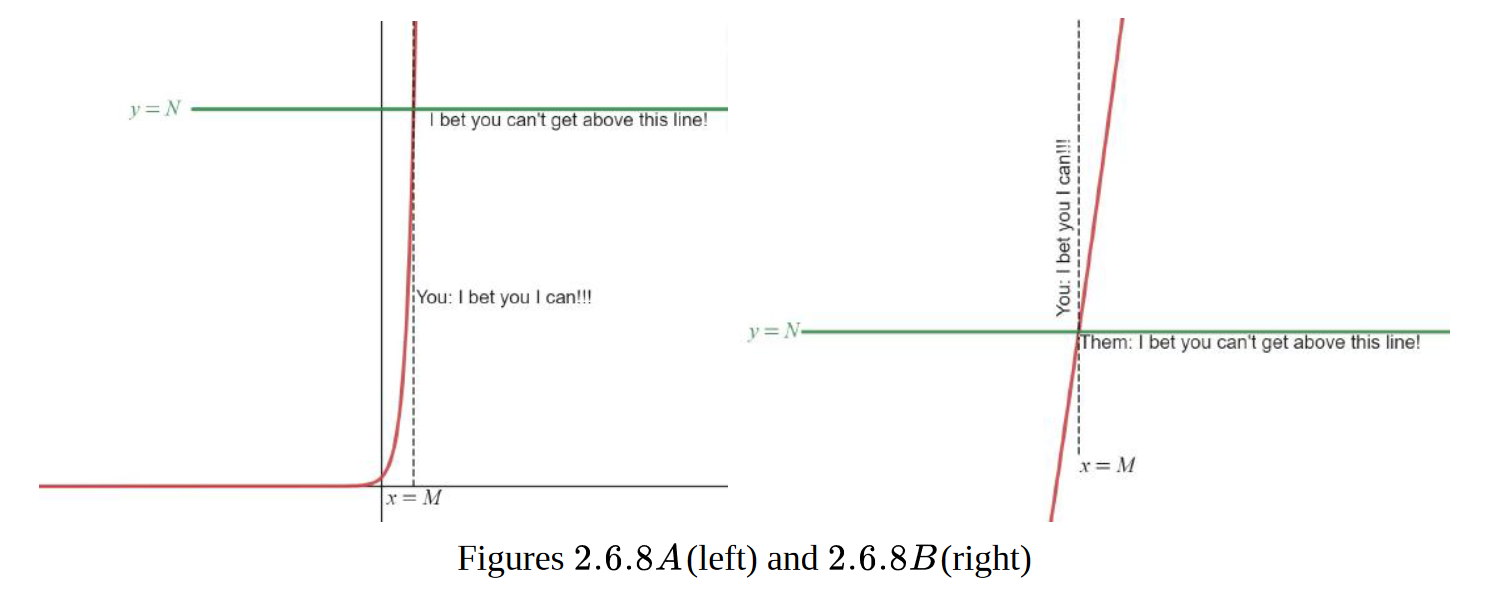 y = N
I bet you can't get above this line!
You: I bet you I can!!!
x = M
You: I bet you I can!!!
y = N
Them: I bet you can't get above this line!
x = M
Figures 2.6.8A(left) and 2.6.8B(right)